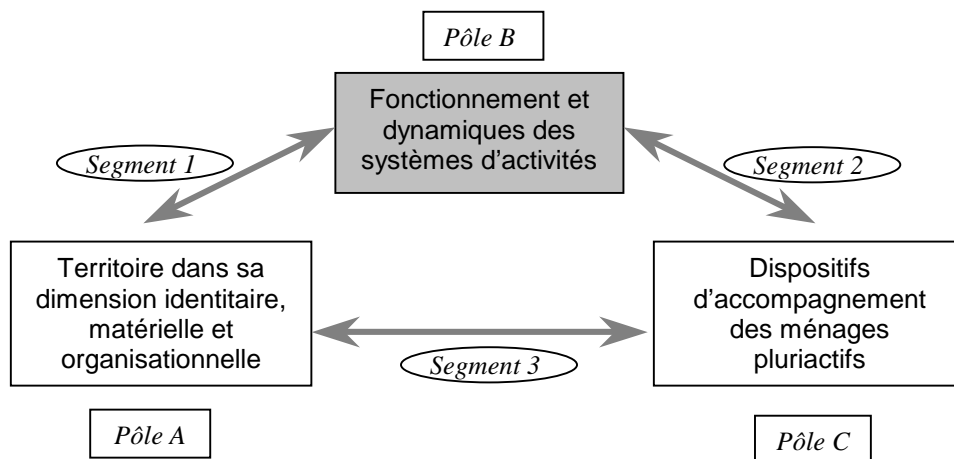 Pôle B
Fonctionnement et
dynamiques des
systèmes d'activités
Segment 1
Segment 2
Territoire dans sa
dimension identitaire,
matérielle et
organisationnelle
Dispositifs
d'accompagnement
des ménages
pluriactifs
Segment 3
Pôle A
Pôle C